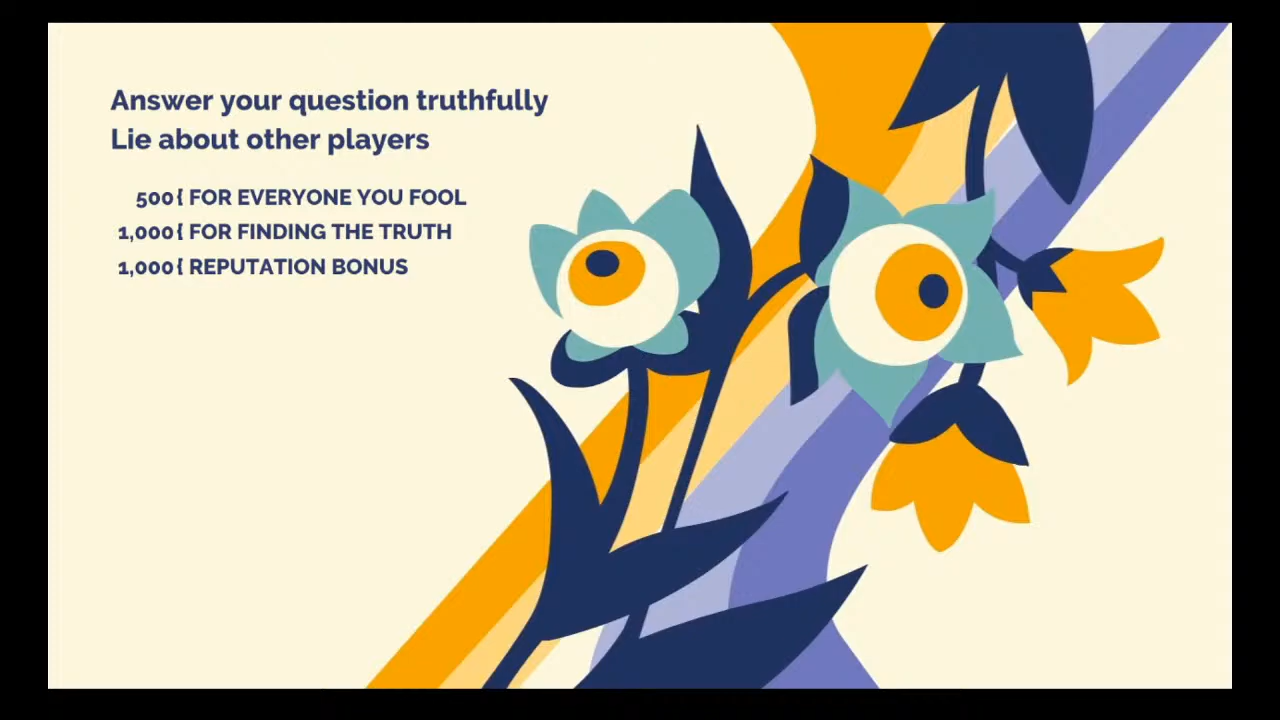 Answer your question truthfully
Lie about other players
500{ FOR EVERYONE YOU FOOL
1,000{ FOR FINDING THE TRUTH
1,000{ REPUTATION BONUS